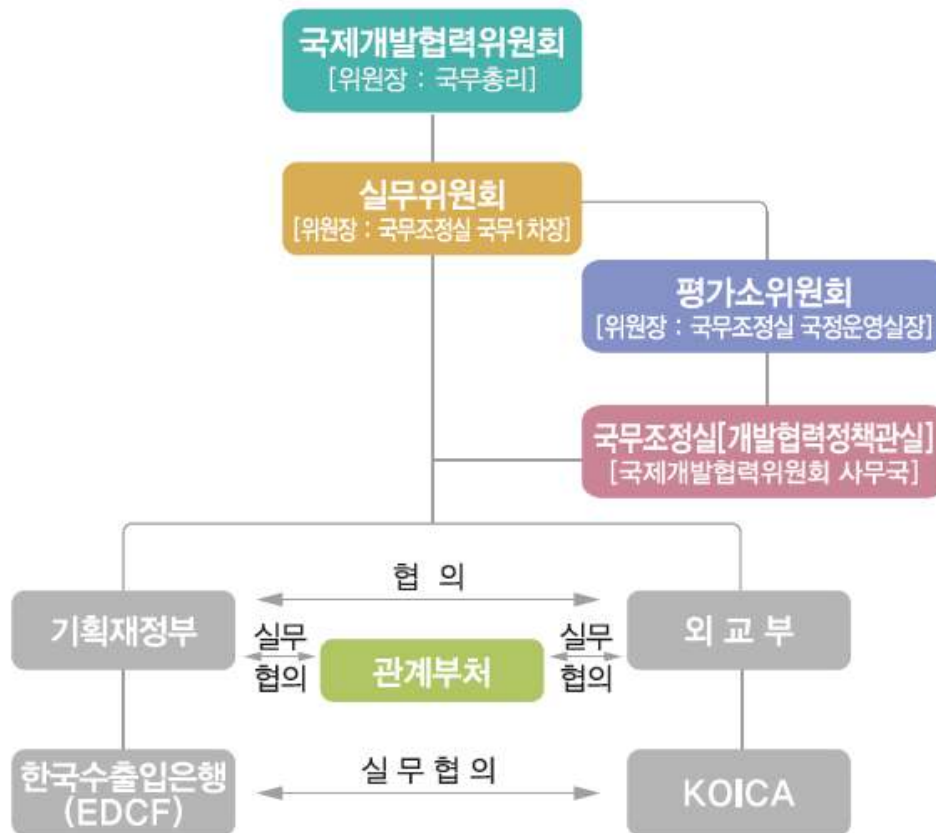 국제개발협력위원회
[위원장 : 국무총리]
실무위원회
[위원장 : 국무조정실 국무1차장]
평가소위원회
[위원장 : 국무조정실 국정운영실장]
국무조정실[개발협력정책관실]
[국제개발협력위원회 사무국]
협 의
기획재정부
외 교 부
실무
협의
관계부처
실무
협의
한국수출입은행
(EDCF)
실 무 협 의
KOICA